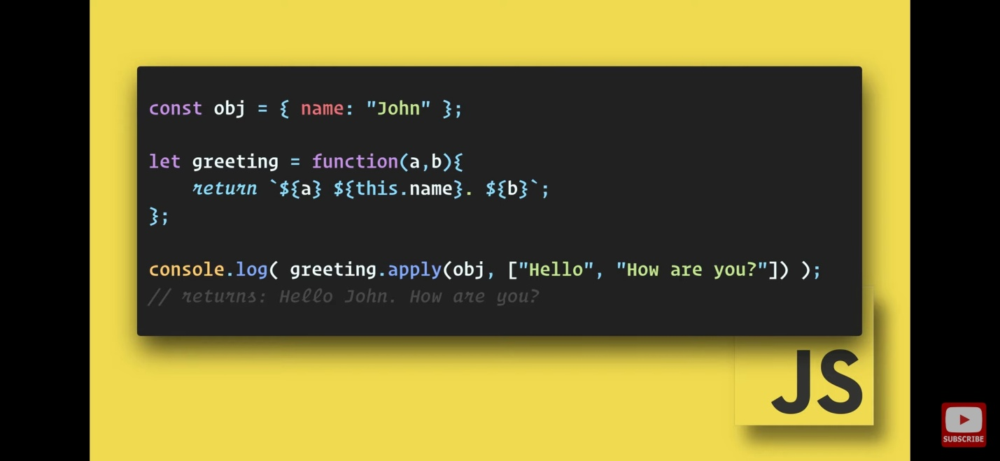 const obj = { name: "John" };
let greeting = function(a,b){
return `${a} ${this.name}. ${b}`;
};
console.log( greeting.apply(obj, ["Hello", "How are you?"]) );
// returns: Hello John. How are you?
JS
SUBSCRIBE